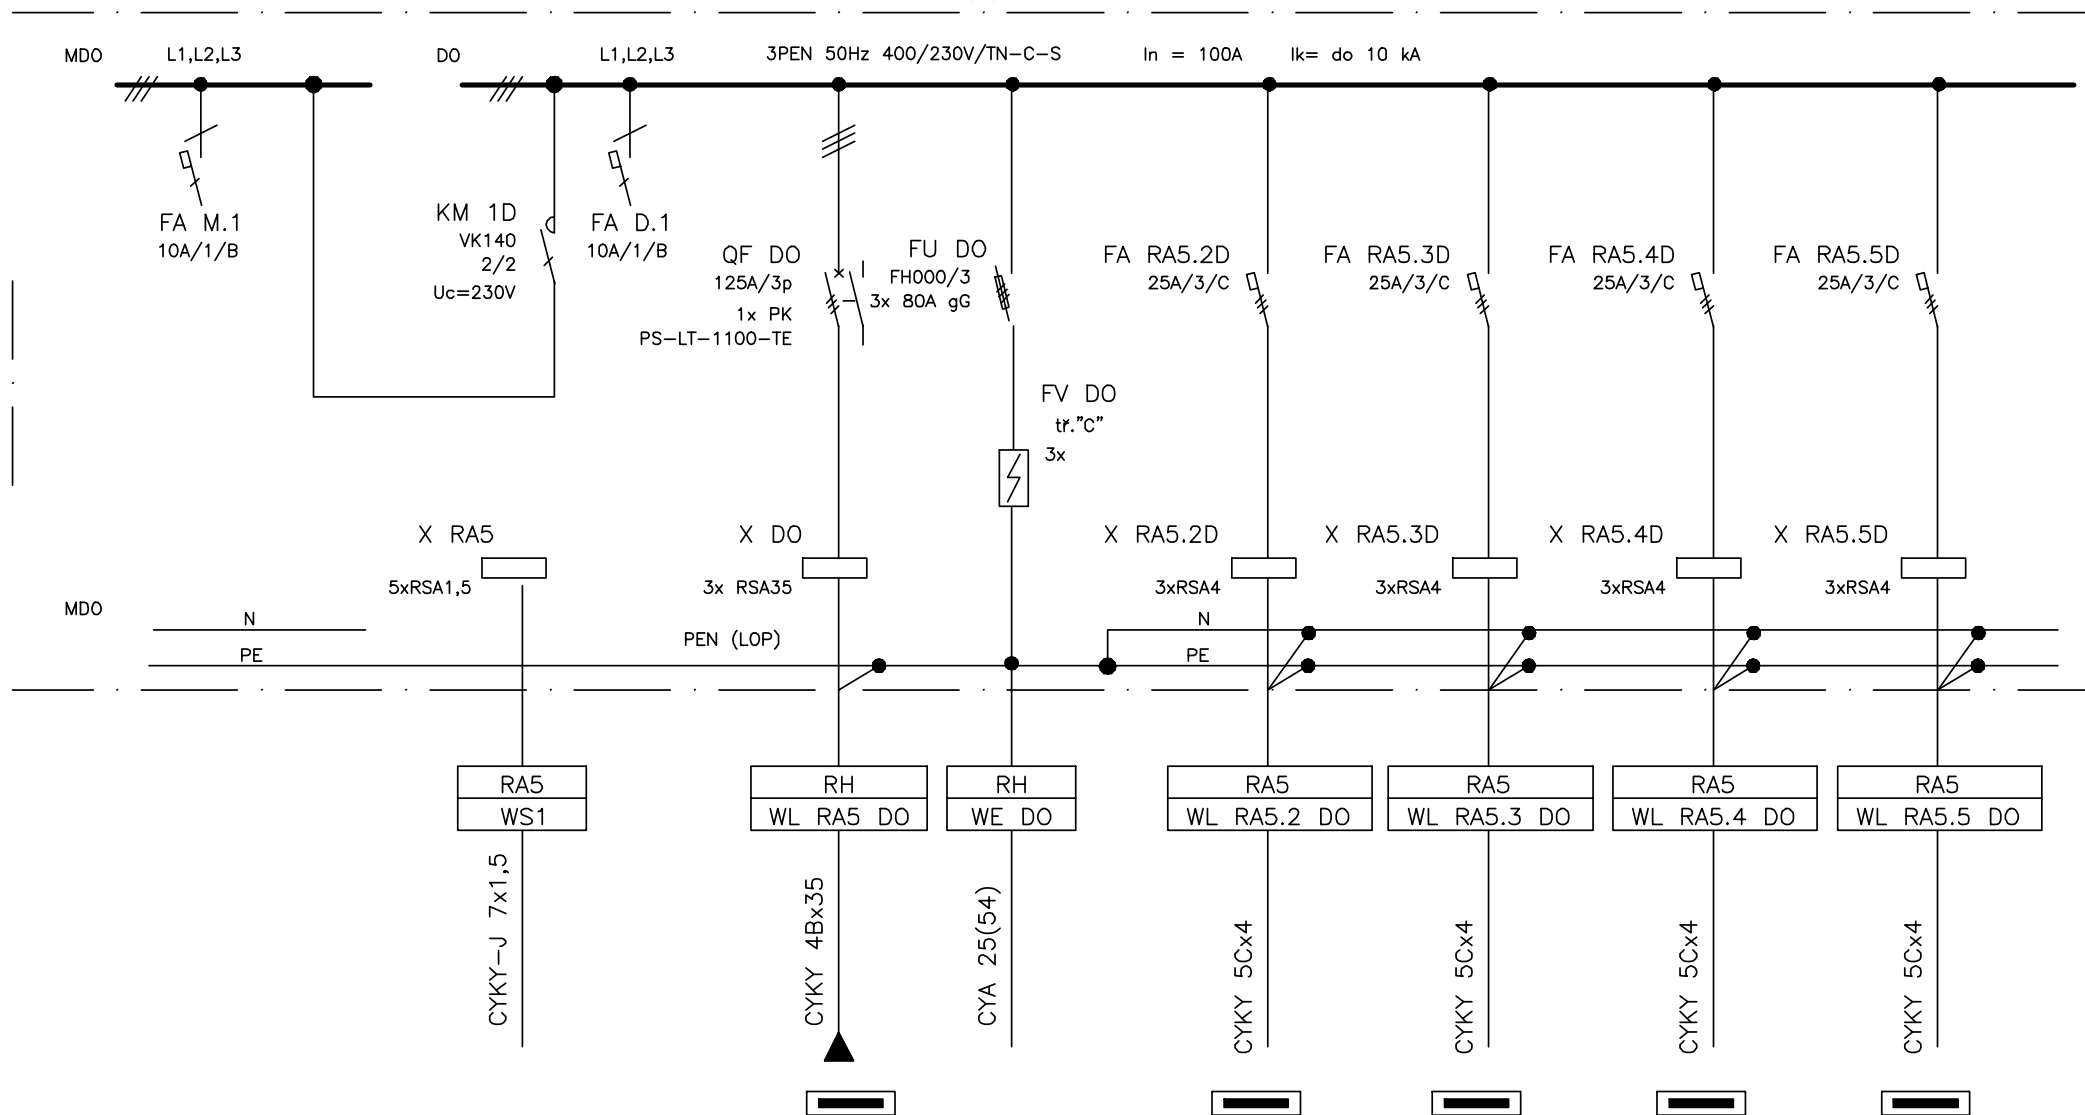 MDO L1,L2,L3 DO L1,L2,L3 3PEN 50Hz 400/230V/TN-C-S In = 100A Ik= do 10 kA
FA M.1
10A/1/B
KM 1D
VK140
2/2
Uc=230V
FA D.1
10A/1/B
QF DO
125A/3p
1x PK
PS-LT-1100-TE
FU DO
FH000/3
3x 80A gG
FV DO
tř."C"
3x
FA RA5.2D
25A/3/C
FA RA5.3D
25A/3/C
FA RA5.4D
25A/3/C
FA RA5.5D
25A/3/C
X RA5
5xRSA1,5
X DO
3x RSA35
X RA5.2D
3xRSA4
X RA5.3D
3xRSA4
X RA5.4D
3xRSA4
X RA5.5D
3xRSA4
MDO
N
PE
PEN (LOP)
N
PE
RA5
WS1
CYKY-J 7x1,5
RH
WL RA5 DO
CYKY 4Bx35
RH
WE DO
CYA 25(54)
RA5
WL RA5.2 DO
CYKY 5Cx4
RA5
WL RA5.3 DO
CYKY 5Cx4
RA5
WL RA5.4 DO
CYKY 5Cx4
RA5
WL RA5.5 DO
CYKY 5Cx4